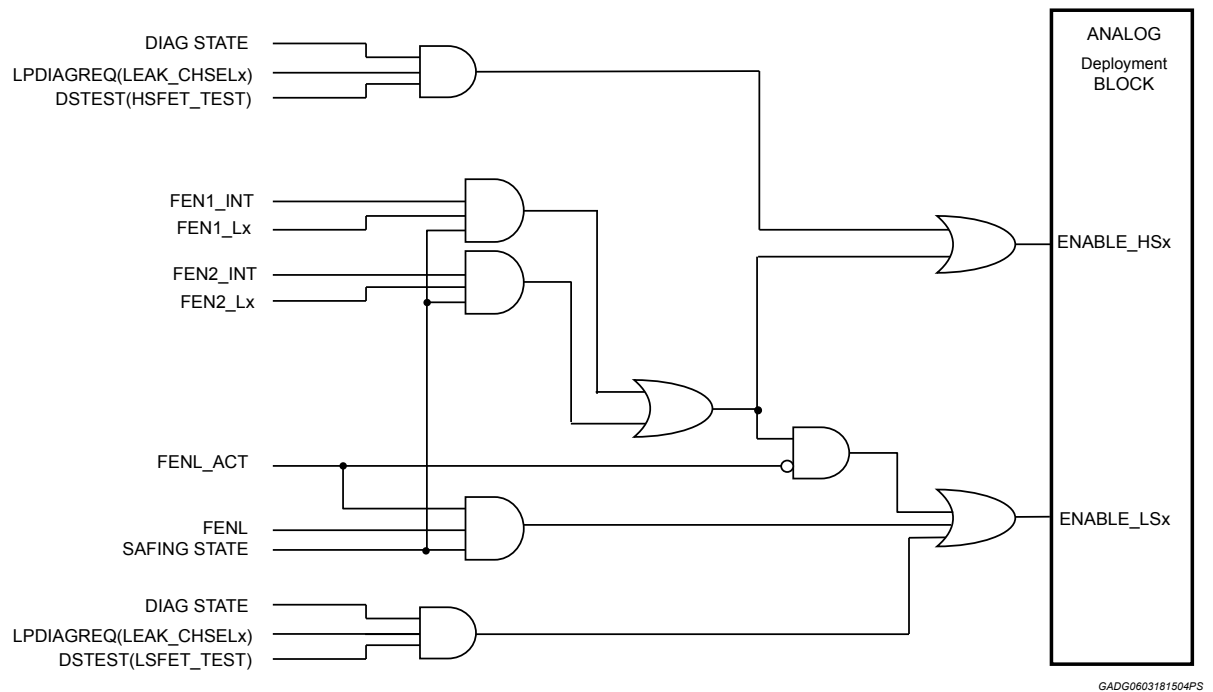 DIAG STATE
LPDIAGREQ(LEAK_CHSELx)
DSTEST(HSFET_TEST)
FEN1_INT
FEN1_Lx
FEN2_INT
FEN2_Lx
FENL_ACT
FENL
SAFING STATE
DIAG STATE
LPDIAGREQ(LEAK_CHSELx)
DSTEST(LSFET_TEST)
ANALOG
Deployment
BLOCK
ENABLE_HSx
ENABLE_LSx
GADG0603181504PS